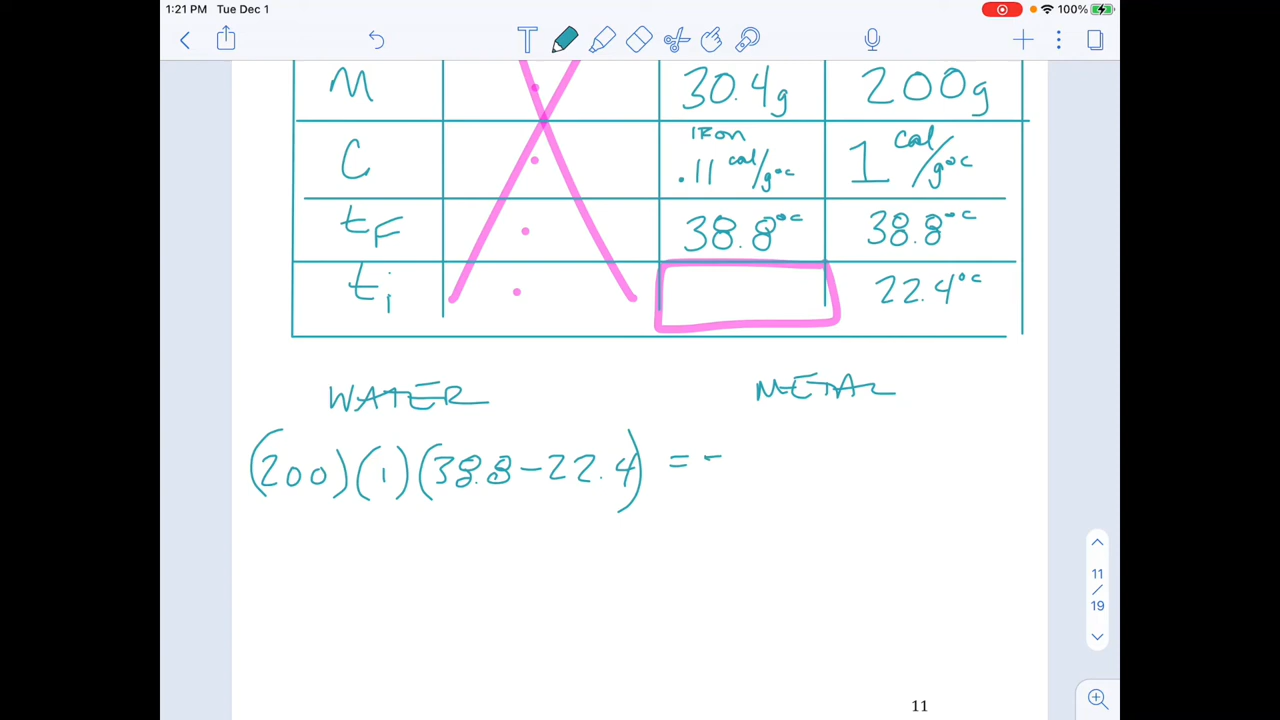 1:21 PM Tue Dec 1 100%
T
M 30.4g 200g
C Iron .11 cal/g°c 1 cal/g°c
tF 38.8°c 38.8°c
ti 22.4°c
WATER METAL
(200)(1)(38.8-22.4) = -
11
/
19
11